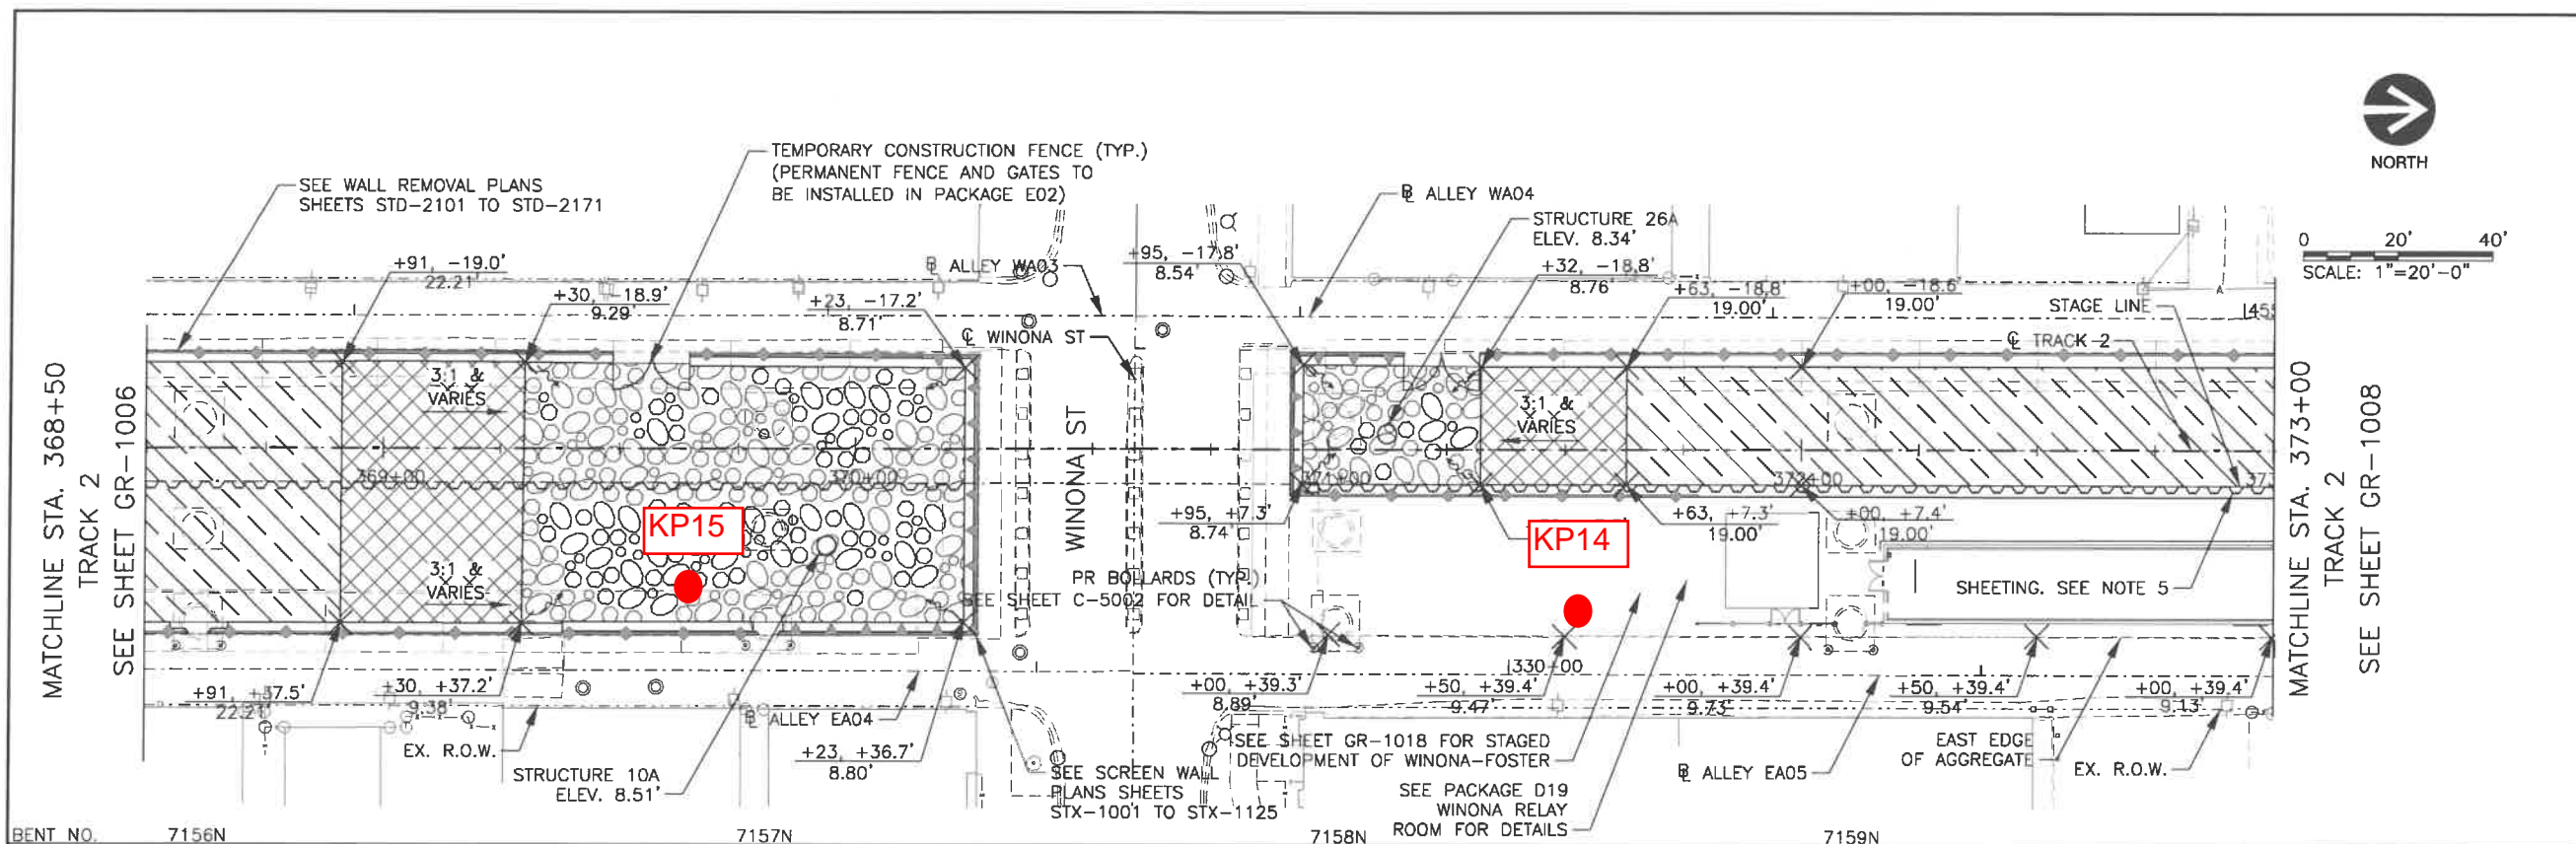 NORTH
0 20' 40'
SCALE: 1"=20'-0"
TEMPORARY CONSTRUCTION FENCE (TYP.)
(PERMANENT FENCE AND GATES TO
BE INSTALLED IN PACKAGE E02)
SEE WALL REMOVAL PLANS
SHEETS STD-2101 TO STD-2171
ALLEY WA04
STRUCTURE 26A
ELEV. 8.34'
+91, -19.0'
22.21'
+30, -18.9'
9.29'
+23, -17.2'
8.71'
ALLEY WA03
℄ WINONA ST
+95, -17.8'
8.54'
+32, -18.8'
8.76'
+63, -18.8'
19.00'
+00, -18.6'
19.00'
STAGE LINE
℄ TRACK 2
MATCHLINE STA. 368+50
TRACK 2
SEE SHEET GR-1006
3:1 &
VARIES
3:1 &
VARIES
369+00
370+00
371+00
372+00
WINONA ST
3:1 &
VARIES
KP15
KP14
+95, +7.3'
8.74'
+63, +7.3'
19.00'
+00, +7.4'
19.00'
PR BOLLARDS (TYP.)
SEE SHEET C-5002 FOR DETAIL
SHEETING. SEE NOTE 5
MATCHLINE STA. 373+00
TRACK 2
SEE SHEET GR-1008
330+00
+91, +37.5'
22.21'
+30, +37.2'
9.38'
+00, +39.3'
8.89'
+50, +39.4'
9.47'
+00, +39.4'
9.73'
+50, +39.4'
9.54'
+00, +39.4'
9.13'
ALLEY EA04
EX. R.O.W.
+23, +36.7'
8.80'
STRUCTURE 10A
ELEV. 8.51'
SEE SCREEN WALL
PLANS SHEETS
STX-1001 TO STX-1125
SEE SHEET GR-1018 FOR STAGED
DEVELOPMENT OF WINONA-FOSTER
SEE PACKAGE D19
WINONA RELAY
ROOM FOR DETAILS
ALLEY EA05
EAST EDGE
OF AGGREGATE
EX. R.O.W.
BENT NO. 7156N 7157N 7158N 7159N